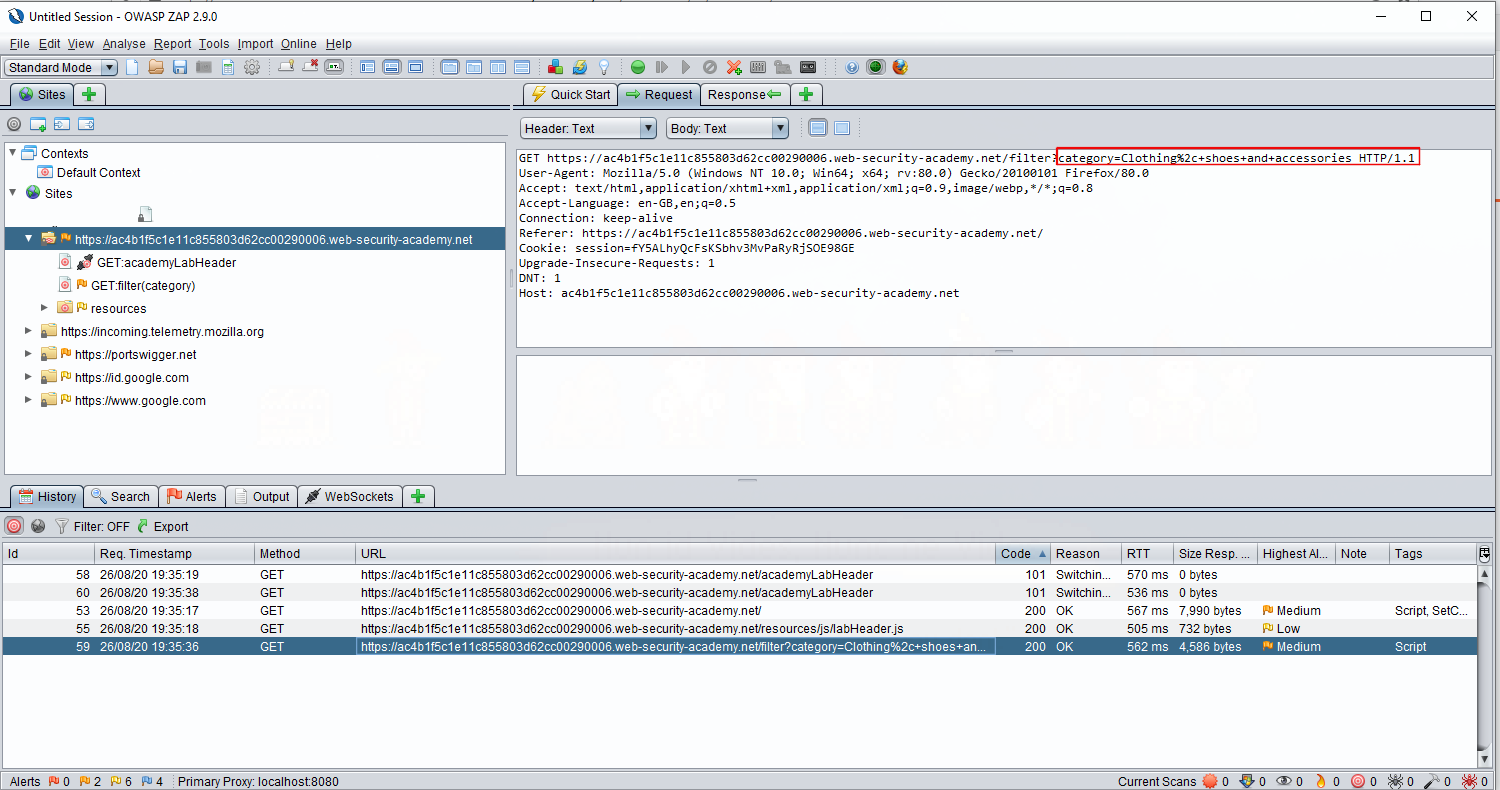 Untitled Session - OWASP ZAP 2.9.0
File Edit View Analyse Report Tools Import Online Help
Standard Mode
Sites
Quick Start Request Response
Header: Text Body: Text
Contexts
Default Context
Sites
https://ac4b1f5c1e11c855803d62cc00290006.web-security-academy.net
GET:academyLabHeader
GET:filter(category)
resources
https://incoming.telemetry.mozilla.org
https://portswigger.net
https://id.google.com
https://www.google.com
GET https://ac4b1f5c1e11c855803d62cc00290006.web-security-academy.net/filter?category=Clothing%2c+shoes+and+accessories HTTP/1.1
User-Agent: Mozilla/5.0 (Windows NT 10.0; Win64; x64; rv:80.0) Gecko/20100101 Firefox/80.0
Accept: text/html,application/xhtml+xml,application/xml;q=0.9,image/webp,*/*;q=0.8
Accept-Language: en-GB,en;q=0.5
Connection: keep-alive
Referer: https://ac4b1f5c1e11c855803d62cc00290006.web-security-academy.net/
Cookie: session=fY5ALhyQcFsKSbhv3MvPaRyRjSOE98GE
Upgrade-Insecure-Requests: 1
DNT: 1
Host: ac4b1f5c1e11c855803d62cc00290006.web-security-academy.net
History Search Alerts Output WebSockets
Filter: OFF Export
Id Req. Timestamp Method URL Code Reason RTT Size Resp. ... Highest Al... Note Tags
58 26/08/20 19:35:19 GET https://ac4b1f5c1e11c855803d62cc00290006.web-security-academy.net/academyLabHeader 101 Switchin... 570 ms 0 bytes
60 26/08/20 19:35:38 GET https://ac4b1f5c1e11c855803d62cc00290006.web-security-academy.net/academyLabHeader 101 Switchin... 536 ms 0 bytes
53 26/08/20 19:35:17 GET https://ac4b1f5c1e11c855803d62cc00290006.web-security-academy.net/ 200 OK 567 ms 7,990 bytes Medium Script, SetC...
55 26/08/20 19:35:18 GET https://ac4b1f5c1e11c855803d62cc00290006.web-security-academy.net/resources/js/labHeader.js 200 OK 505 ms 732 bytes Low
59 26/08/20 19:35:36 GET https://ac4b1f5c1e11c855803d62cc00290006.web-security-academy.net/filter?category=Clothing%2c+shoes+an... 200 OK 562 ms 4,586 bytes Medium Script
Alerts 0 2 6 4 Primary Proxy: localhost:8080 Current Scans 0 0 0 0 0 0 0 0